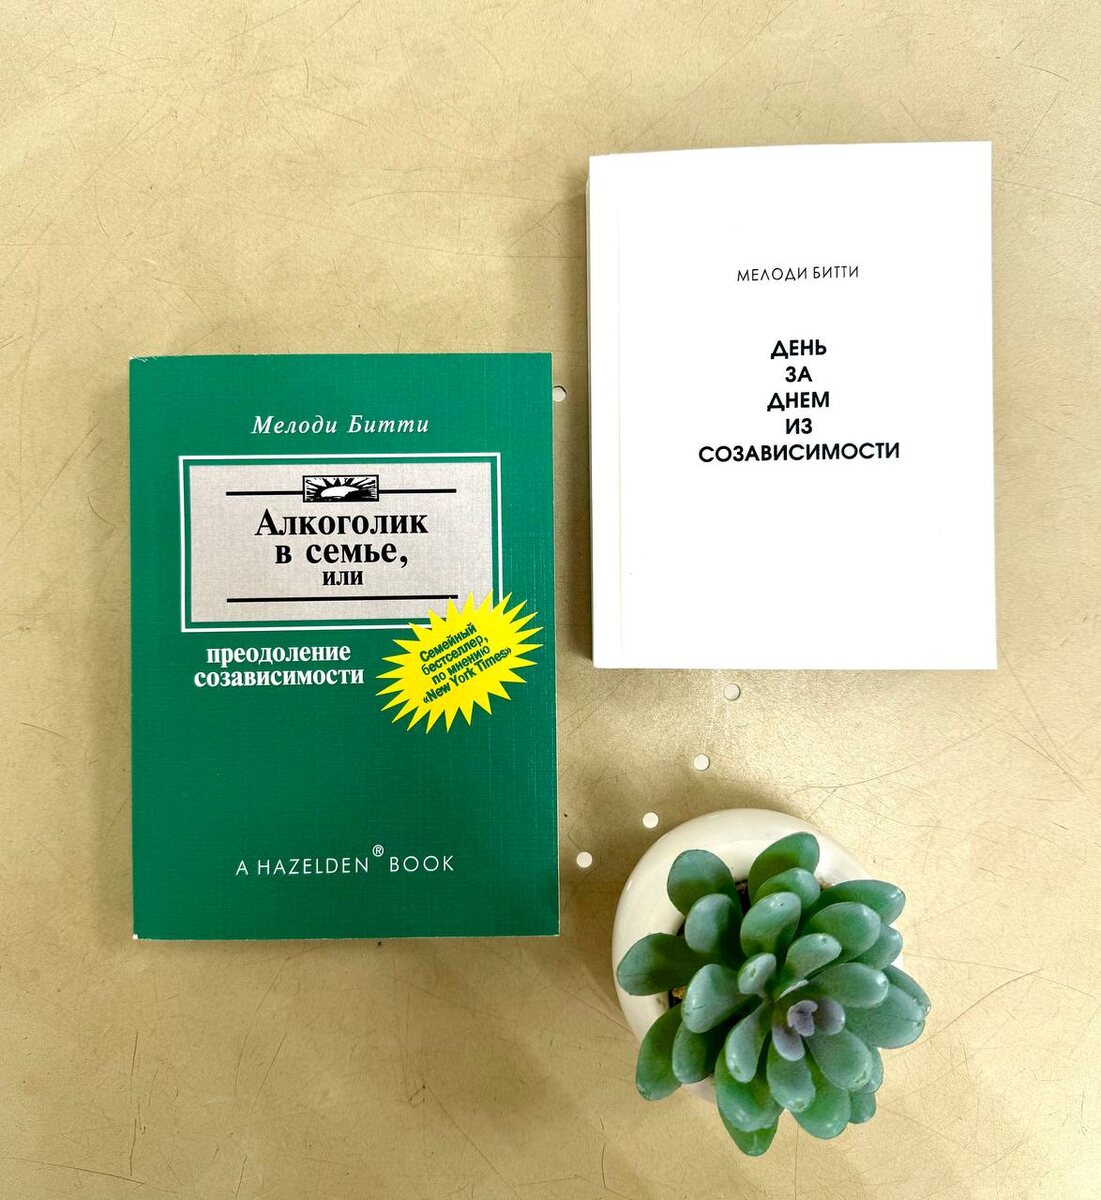 Мелоди Битти
Алкоголик
в семье,
или
преодоление
созависимости
Семейный
бестселлер,
по мнению
«New York Times»
A HAZELDEN® BOOK
МЕЛОДИ БИТТИ
ДЕНЬ
ЗА
ДНЕМ
ИЗ
СОЗАВИСИМОСТИ